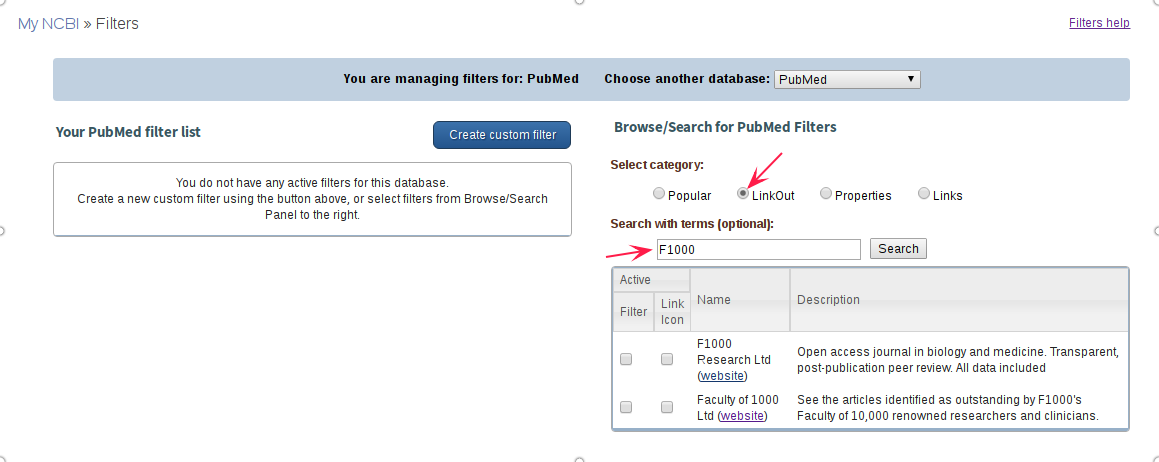 My NCBI » Filters
Filters help
You are managing filters for: PubMed
Choose another database: PubMed
Your PubMed filter list
Create custom filter
You do not have any active filters for this database.
Create a new custom filter using the button above, or select filters from Browse/Search
Panel to the right.
Browse/Search for PubMed Filters
Select category:
Popular
LinkOut
Properties
Links
Search with terms (optional):
F1000
Search
Active
Filter
Link
Icon
Name
Description
F1000
Research Ltd
(website)
Open access journal in biology and medicine. Transparent,
post-publication peer review. All data included
Faculty of 1000
Ltd (website)
See the articles identified as outstanding by F1000's
Faculty of 10,000 renowned researchers and clinicians.